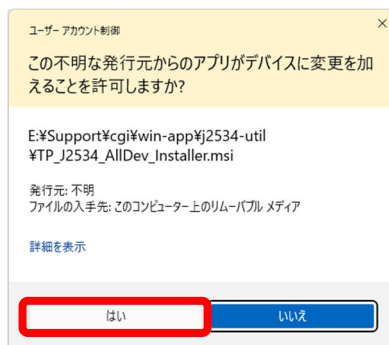 ユーザー アカウント制御
×
この不明な発行元からのアプリがデバイスに変更を加
えることを許可しますか?
E:¥Support¥cgi¥win-app¥j2534-util
¥TP_J2534_AllDev_Installer.msi
発行元: 不明
ファイルの入手先: このコンピューター上のリムーバブル メディア
詳細を表示
はい
いいえ